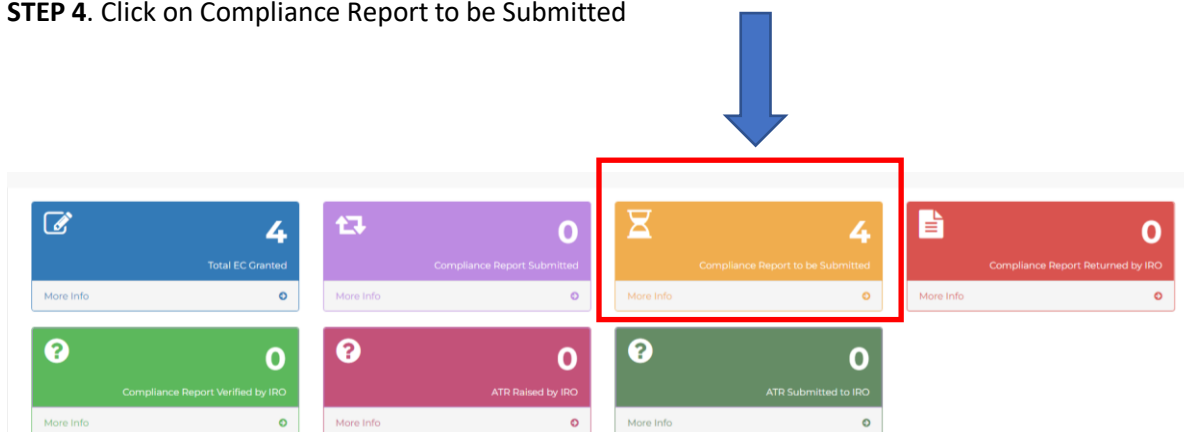 STEP 4. Click on Compliance Report to be Submitted
4
Total EC Granted
More Info
0
Compliance Report Submitted
More Info
4
Compliance Report to be Submitted
More Info
0
Compliance Report Returned by IRO
More Info
0
Compliance Report Verified by IRO
More Info
0
ATR Raised by IRO
More Info
0
ATR Submitted to IRO
More Info